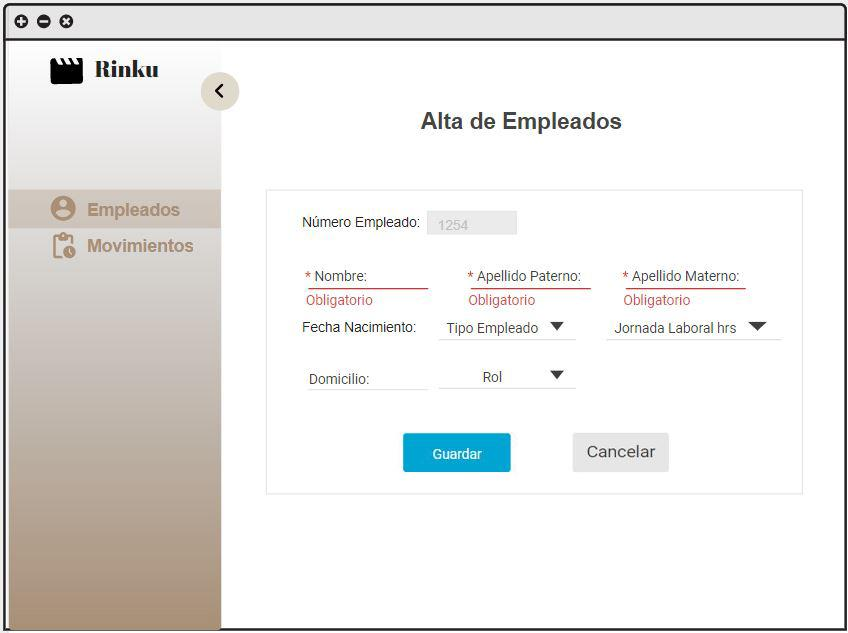 Rinku
Alta de Empleados
Empleados
Movimientos
Número Empleado: 1254
* Nombre: * Apellido Paterno: * Apellido Materno:
Obligatorio Obligatorio Obligatorio
Fecha Nacimiento: Tipo Empleado Jornada Laboral hrs
Domicilio: Rol
Guardar Cancelar